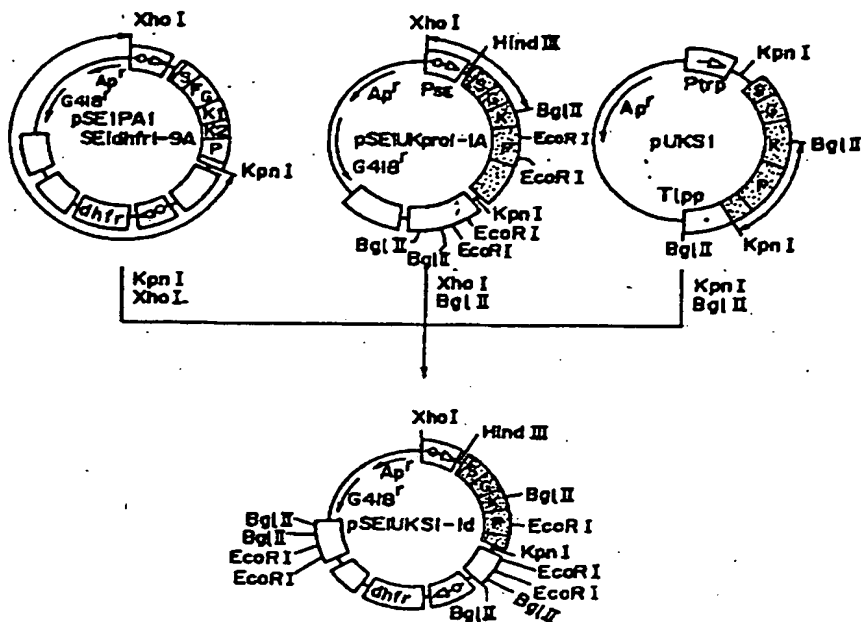 Xho I
Ap^r
G418^r
pSE1PA1
SE1dhfr1-9A
S
G
K
K
P
Kpn I
dhfr
Kpn I
Xho I
Xho I
Hind III
Ap^r
Pse
S
G
K
P
Bgl II
EcoR I
EcoR I
pSE1UKpro1-1A
G418^r
Kpn I
EcoR I
EcoR I
Bgl II
Bgl II
Xho I
Bgl II
Kpn I
Ptrp
Ap^r
S
G
K
P
Bgl II
pUKS1
Tlpp
Bgl II
Kpn I
Kpn I
Bgl II
Xho I
Hind III
Ap^r
G418^r
Bgl II
EcoR I
pSE1UKS1-1d
Kpn I
EcoR I
EcoR I
Bgl II
Bgl II
Bgl II
Bgl II
EcoR I
EcoR I
dhfr